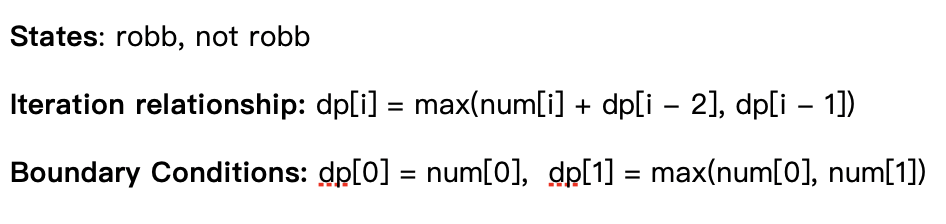 States: robb, not robb
Iteration relationship: dp[i] = max(num[i] + dp[i – 2], dp[i – 1])
Boundary Conditions: dp[0] = num[0], dp[1] = max(num[0], num[1])